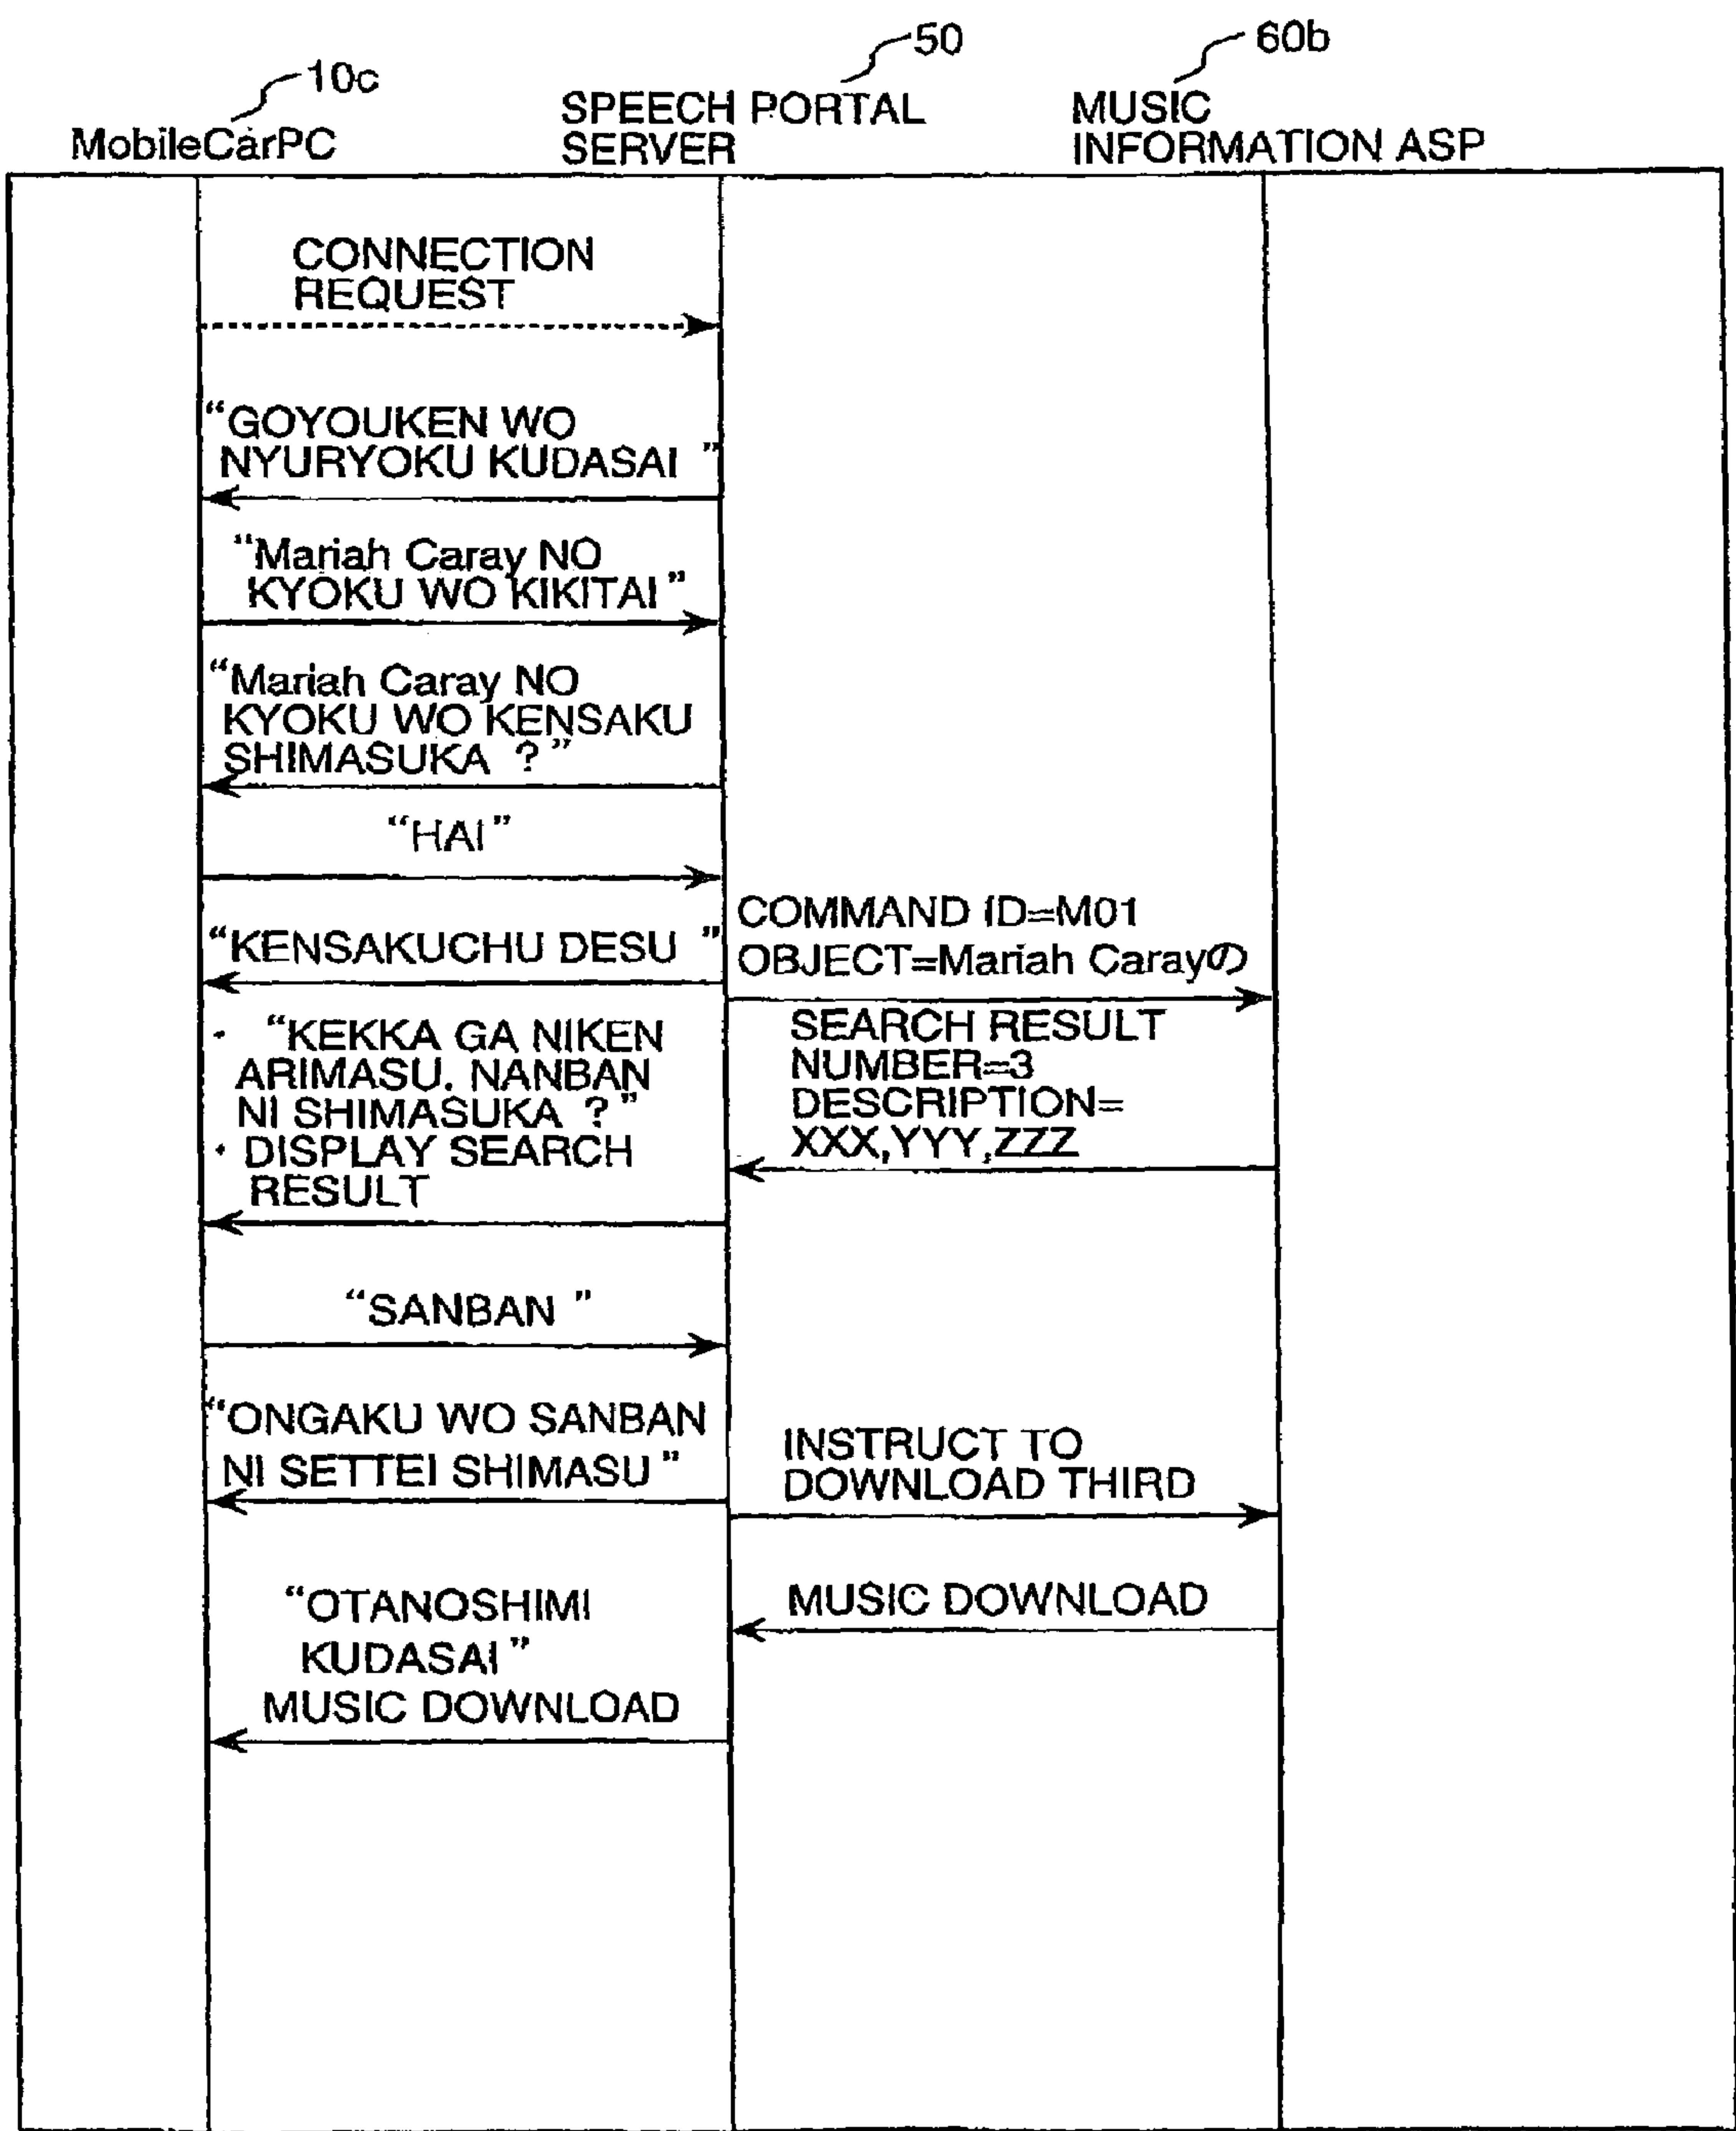 10c
50
60b
MobileCarPC
SPEECH PORTAL
SERVER
MUSIC
INFORMATION ASP
CONNECTION
REQUEST
“GOYOUKEN WO
NYURYOKU KUDASAI ”
“Mariah Caray NO
KYOKU WO KIKITAI”
“Mariah Caray NO
KYOKU WO KENSAKU
SHIMASUKA ?”
“HAI”
“KENSAKUCHU DESU ”
COMMAND ID=M01
OBJECT=Mariah Carayの
· “KEKKA GA NIKEN
ARIMASU. NANBAN
NI SHIMASUKA ?”
· DISPLAY SEARCH
RESULT
SEARCH RESULT
NUMBER=3
DESCRIPTION=
XXX,YYY,ZZZ
“SANBAN ”
“ONGAKU WO SANBAN
NI SETTEI SHIMASU”
INSTRUCT TO
DOWNLOAD THIRD
“OTANOSHIMI
KUDASAI”
MUSIC DOWNLOAD
MUSIC DOWNLOAD